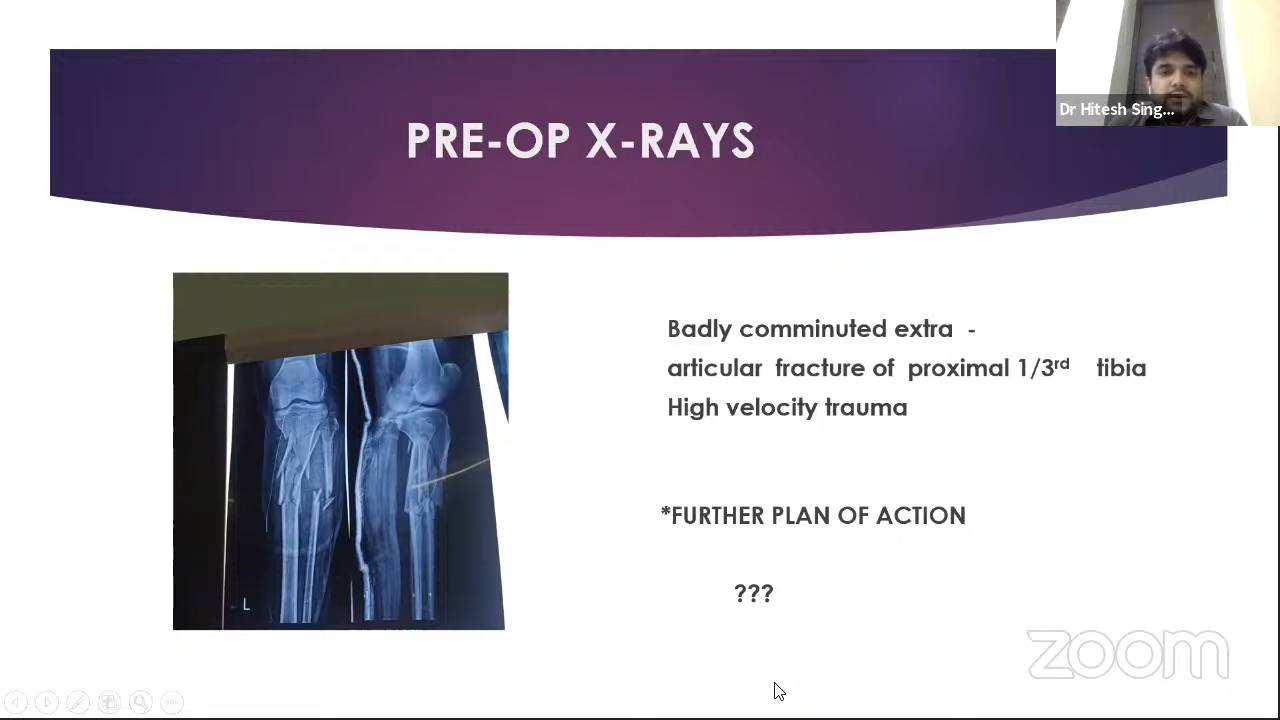 Dr Hitesh Sing...
PRE-OP X-RAYS
Badly comminuted extra -
articular fracture of proximal 1/3rd tibia
High velocity trauma
*FURTHER PLAN OF ACTION
???
L
zoom